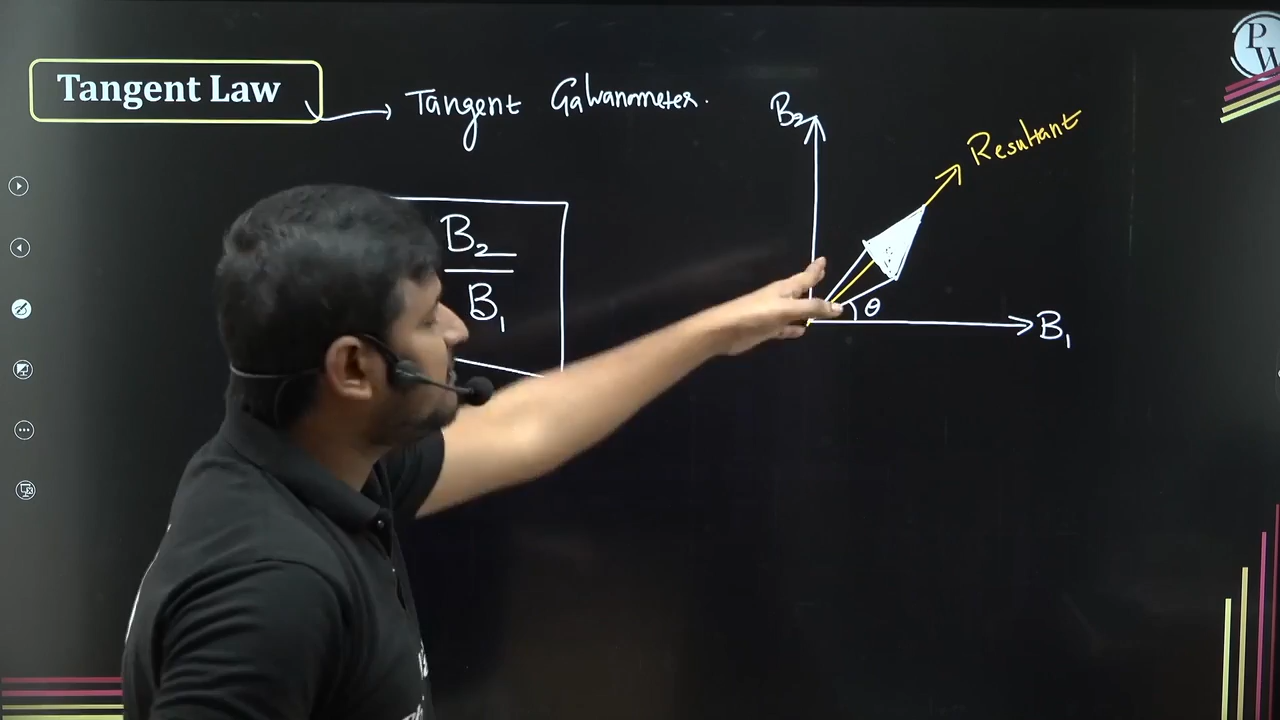 Tangent Law
Tangent Galvanometer.
B₂
B₁
B₂
Resultant
θ
B₁
P
W